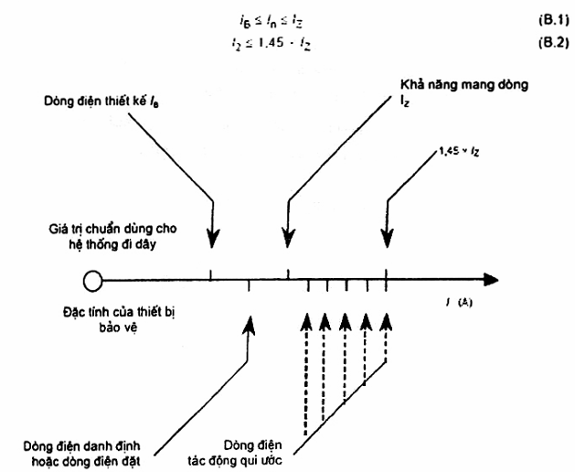 I_B ≤ I_n ≤ I_Z (B.1)
I_2 ≤ 1,45 · I_Z (B.2)
Khả năng mang dòng
I_Z
Dòng điện thiết kế I_B
1,45 × I_Z
Giá trị chuẩn dùng cho
hệ thống đi dây
I (A)
Đặc tính của thiết bị
bảo vệ
Dòng điện danh định
hoặc dòng điện đặt
Dòng điện
tác động qui ước